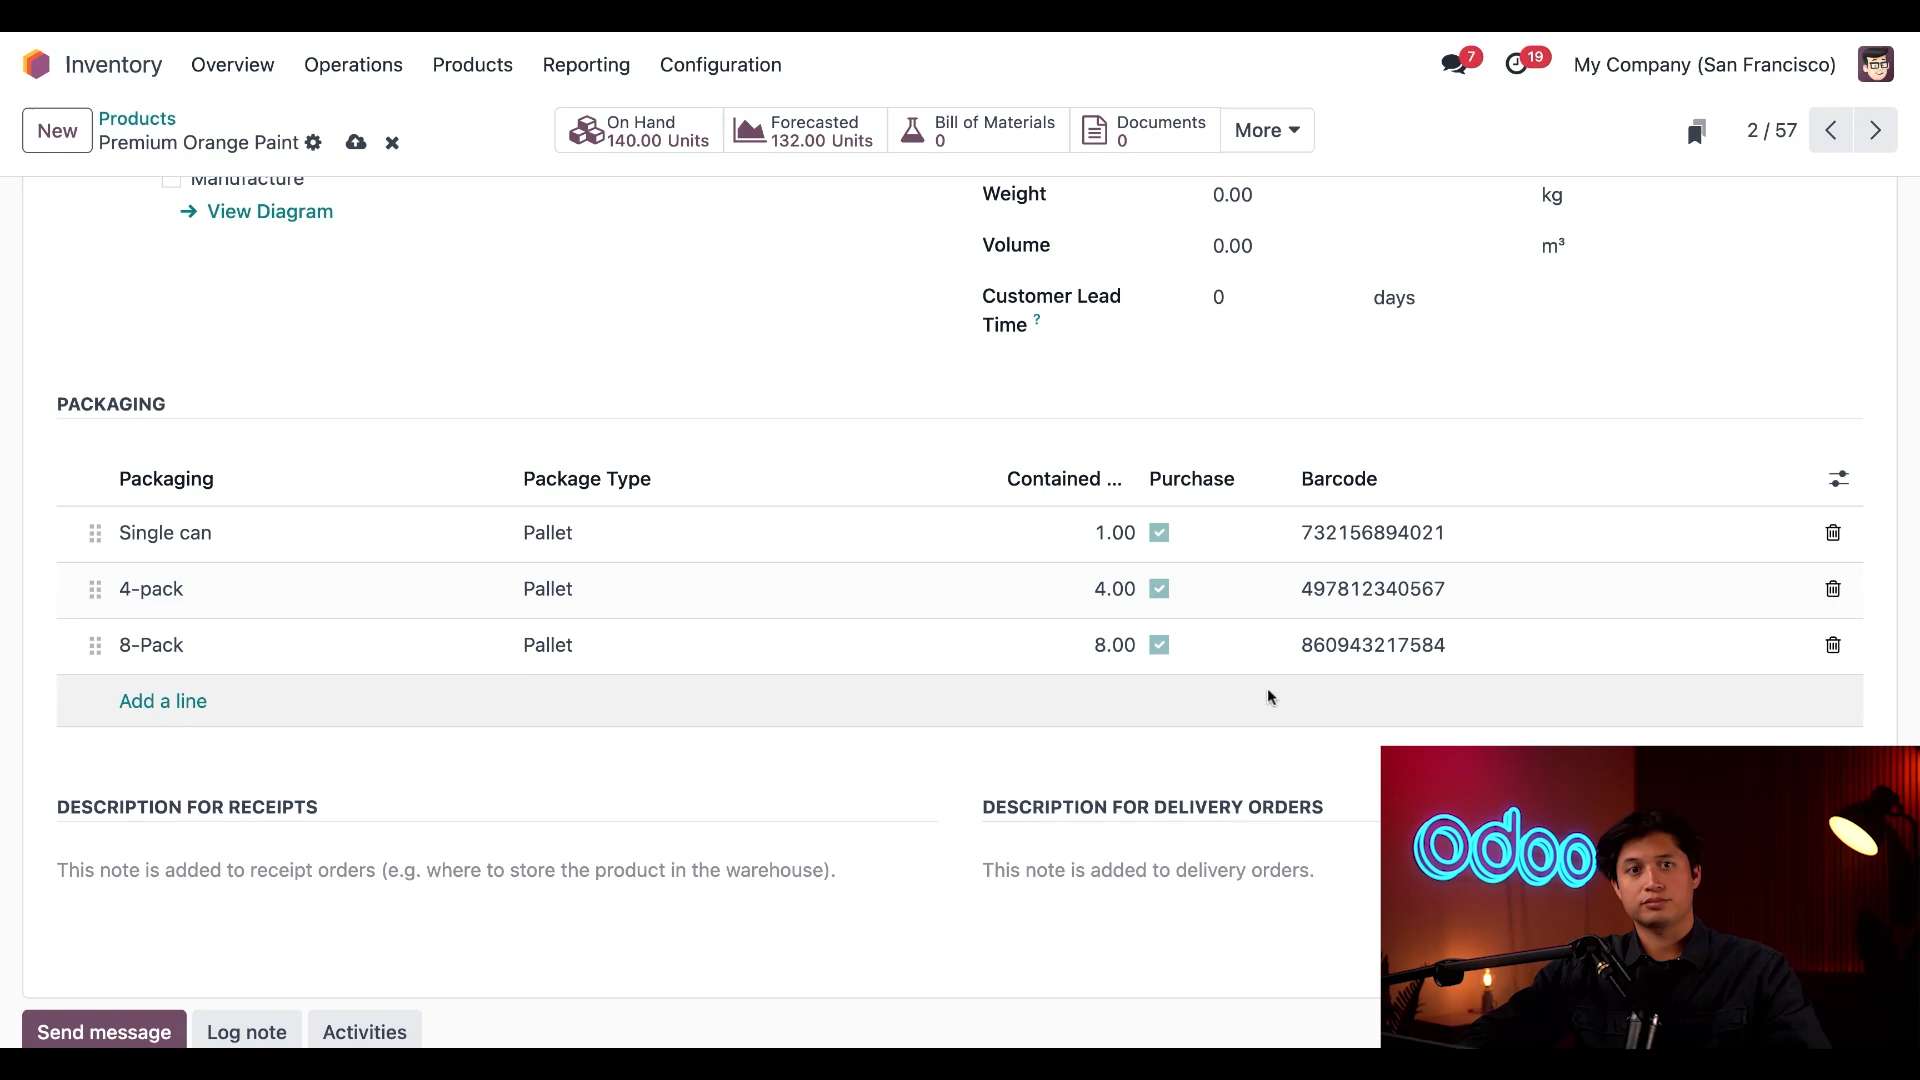 Inventory Overview Operations Products Reporting Configuration 7 19 My Company (San Francisco)
New Products On Hand Forecasted Bill of Materials Documents More 2 / 57
Premium Orange Paint 140.00 Units 132.00 Units 0 0
Manufacture
View Diagram
Weight 0.00 kg
Volume 0.00 m³
Customer Lead Time ? 0 days
PACKAGING
Packaging Package Type Contained ... Purchase Barcode
Single can Pallet 1.00 732156894021
4-pack Pallet 4.00 497812340567
8-Pack Pallet 8.00 860943217584
Add a line
DESCRIPTION FOR RECEIPTS DESCRIPTION FOR DELIVERY ORDERS
This note is added to receipt orders (e.g. where to store the product in the warehouse). This note is added to delivery orders.
odoo
Send message Log note Activities